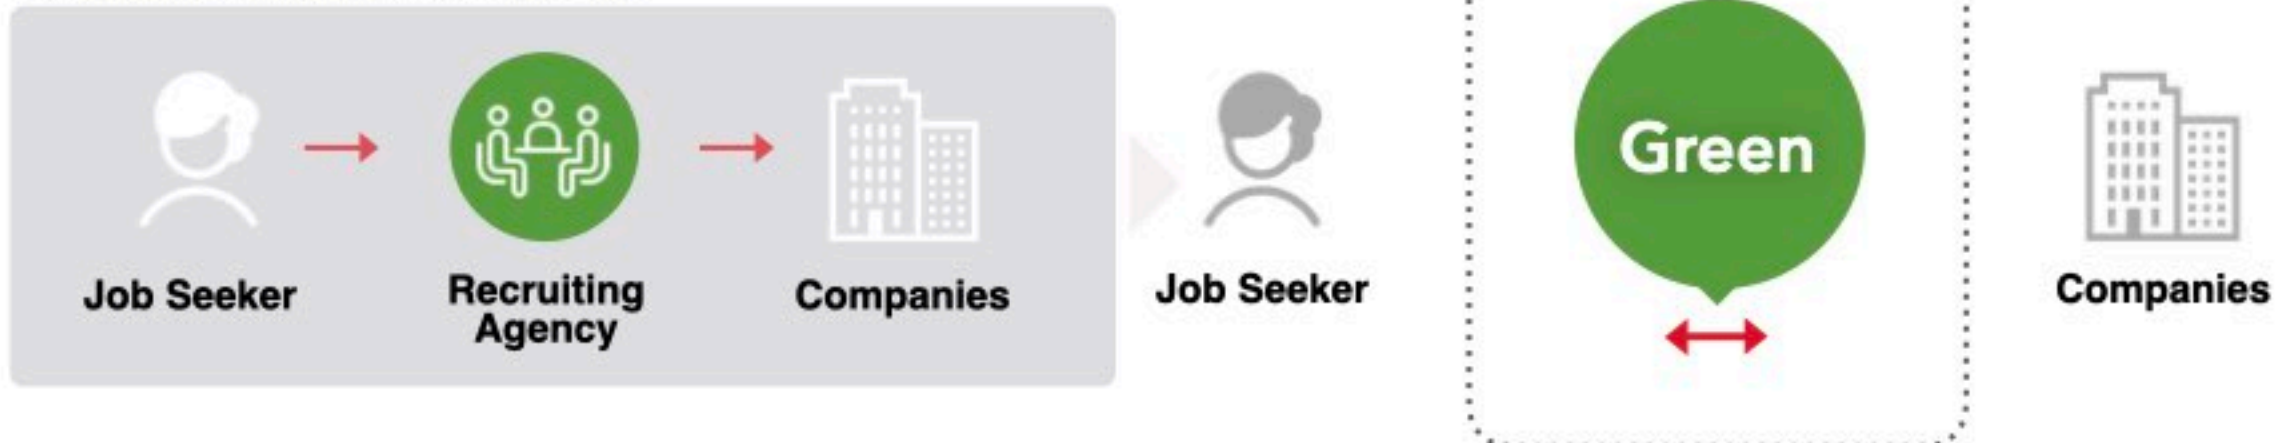 Job Seeker
Recruiting
Agency
Companies
Job Seeker
Green
Companies